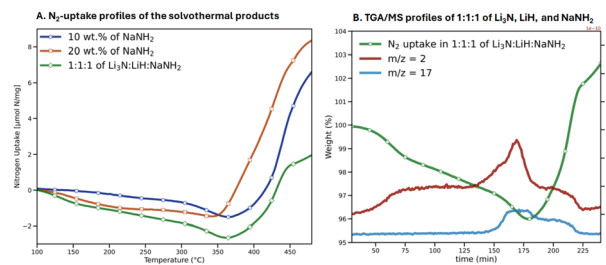 A. N₂-uptake profiles of the solvothermal products
10 wt.% of NaNH₂
20 wt.% of NaNH₂
1:1:1 of Li₃N:LiH:NaNH₂
Nitrogen Uptake [μmol N/mg]
8
6
4
2
0
−2
100 150 200 250 300 350 400 450
Temperature (°C)
B. TGA/MS profiles of 1:1:1 of Li₃N, LiH, and NaNH₂
1e−10
N₂ uptake in 1:1:1 of Li₃N:LiH:NaNH₂
m/z = 2
m/z = 17
Weight (%)
104
103
102
101
100
99
98
97
96
95
50 75 100 125 150 175 200 225
time (min)